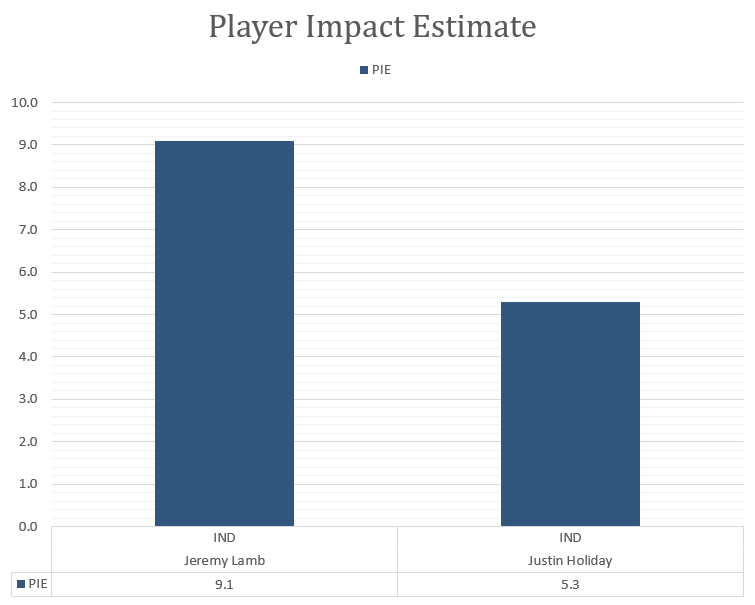 Player Impact Estimate
PIE
10.0
9.0
8.0
7.0
6.0
5.0
4.0
3.0
2.0
1.0
0.0
IND IND
Jeremy Lamb Justin Holiday
PIE 9.1 5.3